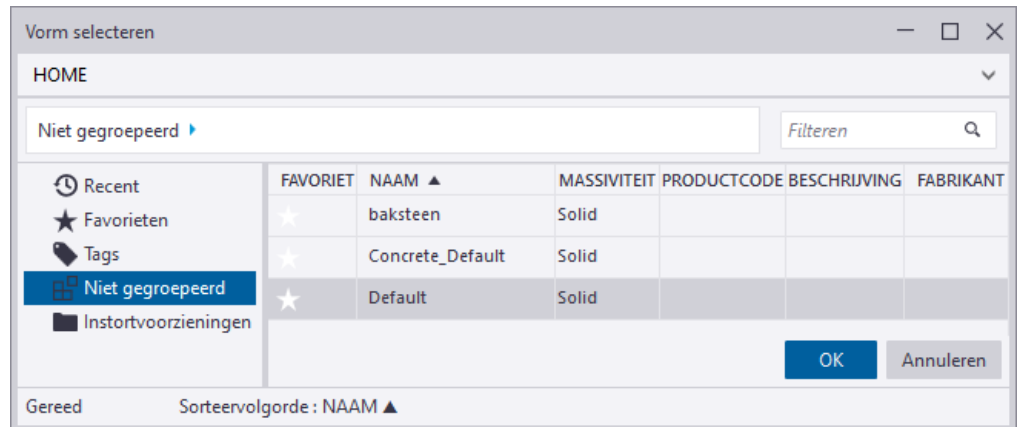 Vorm selecteren
HOME
Niet gegroepeerd
Filteren
Recent
Favorieten
Tags
Niet gegroepeerd
Instortvoorzieningen
FAVORIET NAAM ▲ MASSIVITEIT PRODUCTCODE BESCHRIJVING FABRIKANT
baksteen Solid
Concrete_Default Solid
Default Solid
OK Annuleren
Gereed Sorteervolgorde : NAAM ▲